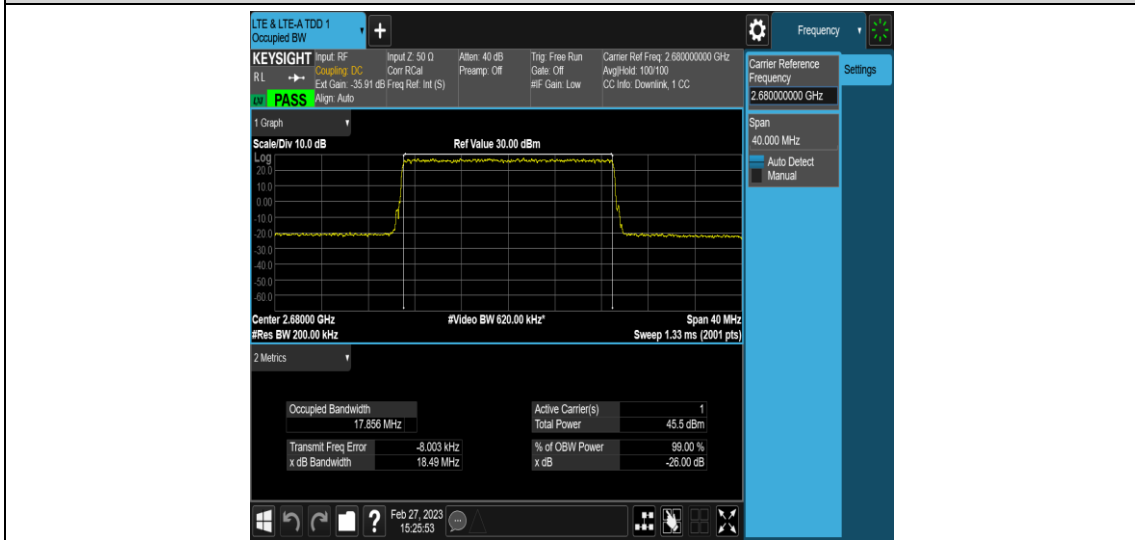 LTE & LTE-A TDD 1
Occupied BW
+
Frequency
KEYSIGHT
RL
LXI
PASS
Input: RF
Coupling: DC
Ext Gain: -35.91 dB
Align: Auto
Input Z: 50 Ω
Corr RCal
Freq Ref: Int (S)
Atten: 40 dB
Preamp: Off
Trig: Free Run
Gate: Off
#IF Gain: Low
Carrier Ref Freq: 2.680000000 GHz
Avg|Hold: 100/100
CC Info: Downlink, 1 CC
Carrier Reference
Frequency
2.680000000 GHz
Settings
Span
40.000 MHz
Auto Detect
Manual
1 Graph
Scale/Div 10.0 dB
Ref Value 30.00 dBm
Log
20.0
10.0
0.00
-10.0
-20.0
-30.0
-40.0
-50.0
-60.0
Center 2.68000 GHz
#Video BW 620.00 kHz*
Span 40 MHz
#Res BW 200.00 kHz
Sweep 1.33 ms (2001 pts)
2 Metrics
Occupied Bandwidth
17.856 MHz
Active Carrier(s) 1
Total Power 45.5 dBm
Transmit Freq Error -8.003 kHz
% of OBW Power 99.00 %
x dB Bandwidth 18.49 MHz
x dB -26.00 dB
?
Feb 27, 2023
15:25:53